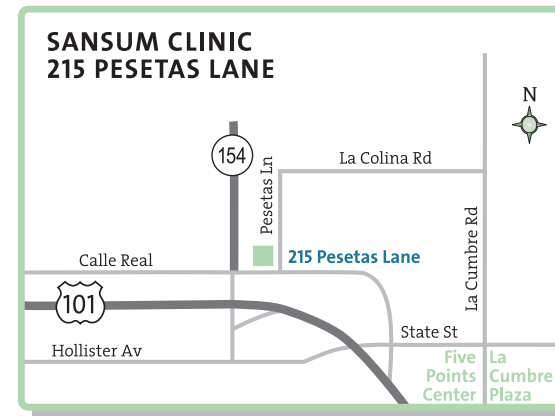 SANSUM CLINIC
215 PESETAS LANE
N
154
Pesetas Ln
La Colina Rd
La Cumbre Rd
215 Pesetas Lane
Calle Real
101
State St
Hollister Av
Five
Points
Center
La
Cumbre
Plaza